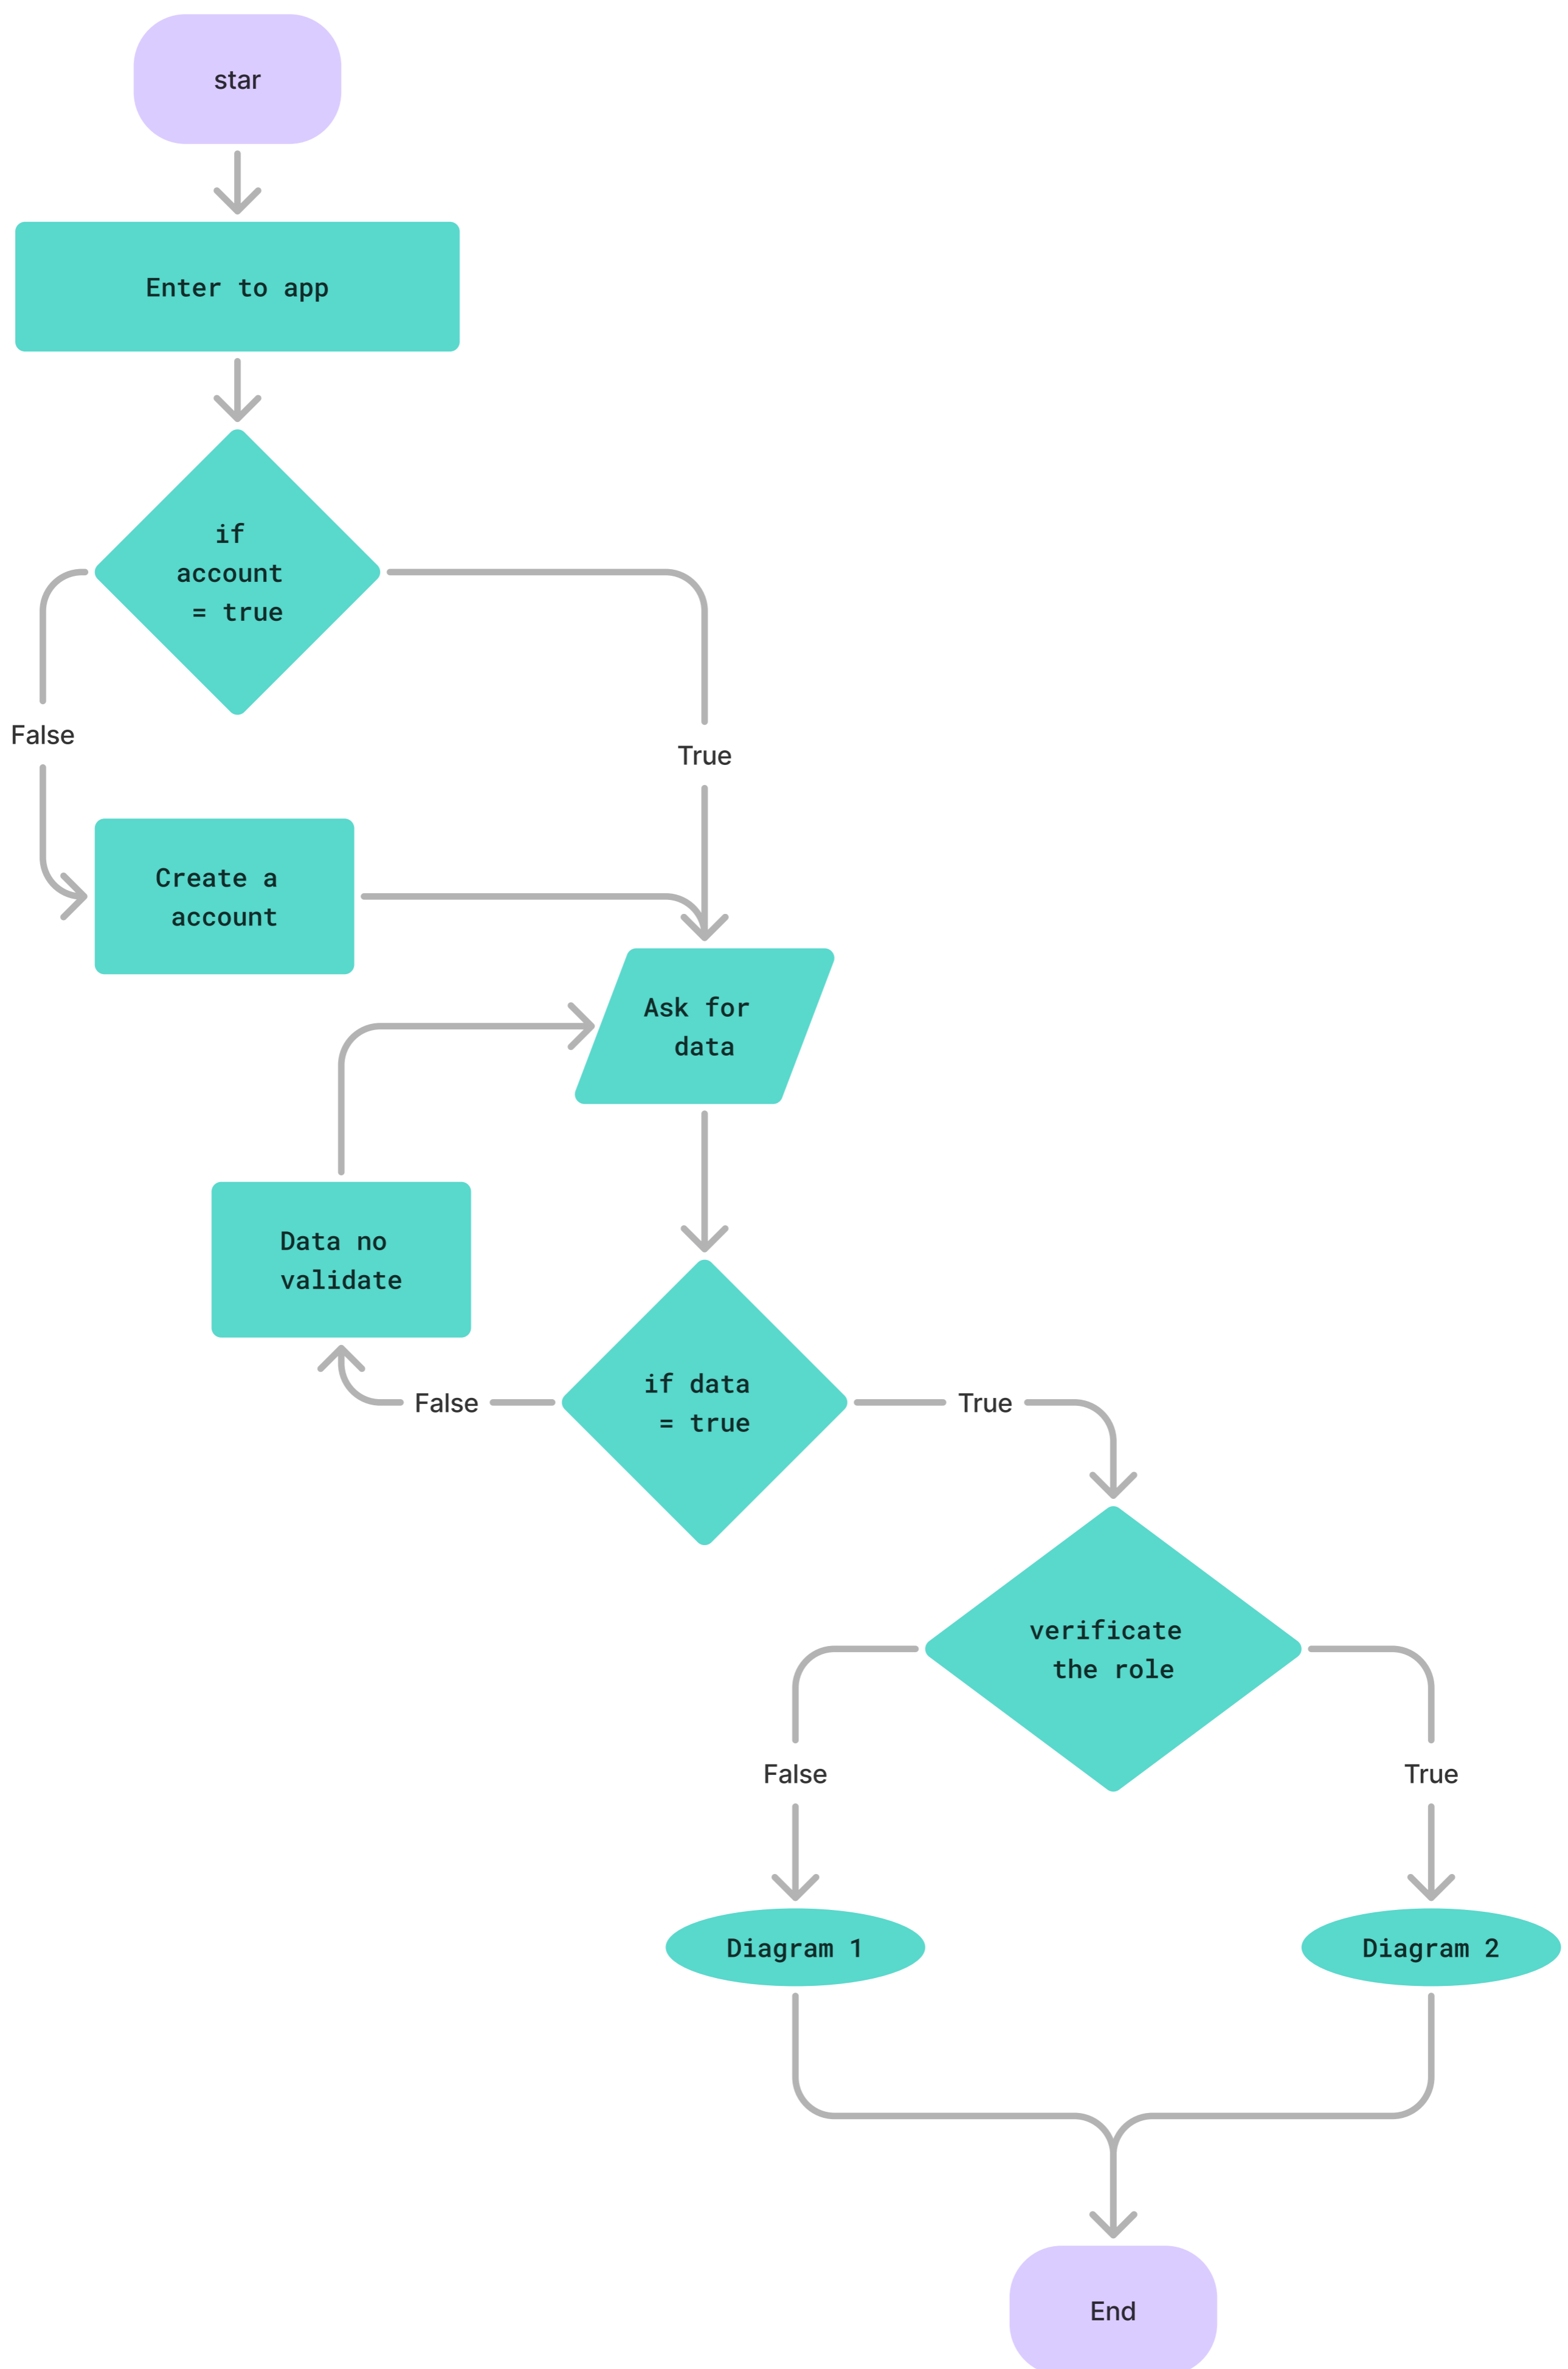 star
Enter to app
if
account
= true
False
True
Create a
account
Ask for
data
Data no
validate
if data
= true
False
True
verificate
the role
False
True
Diagram 1
Diagram 2
End